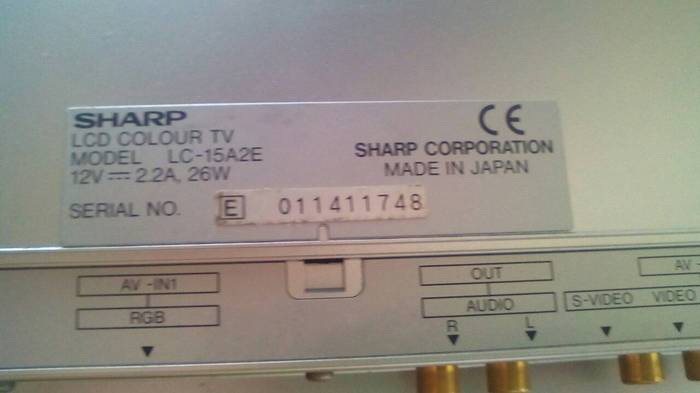 SHARP
LCD COLOUR TV
MODEL LC-15A2E
12V ⎓ 2.2A, 26W
SERIAL NO. E 011411748
CE
SHARP CORPORATION
MADE IN JAPAN
AV -IN1
RGB
OUT
AUDIO
R L
AV -
S-VIDEO VIDEO